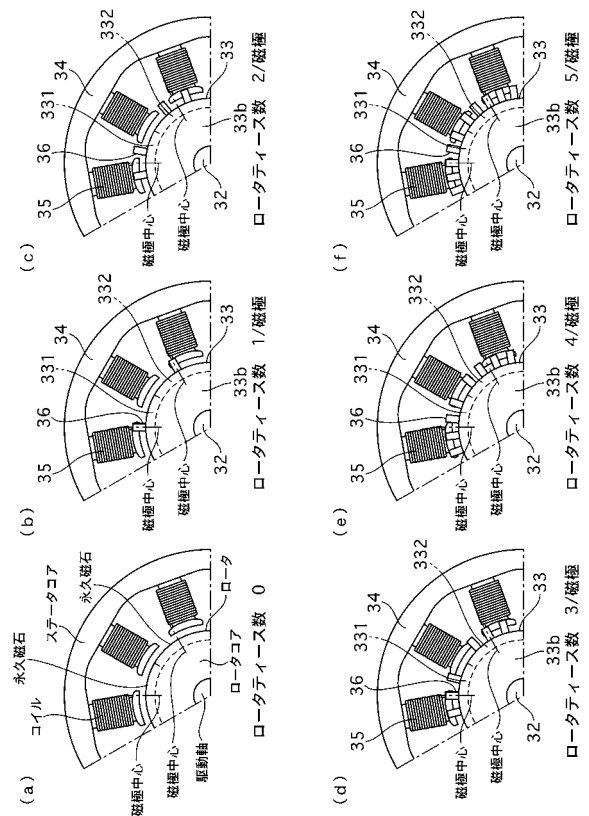 (a)
コイル
永久磁石
ステータコア
永久磁石
磁極中心
磁極中心
駆動軸
ロータコア
ロータ
ロータティース数 0
(b)
35
36
331
34
332
磁極中心
磁極中心
32
33b
33
ロータティース数 1/磁極
(c)
35
36
331
34
332
磁極中心
磁極中心
32
33b
33
ロータティース数 2/磁極
(d)
35
36
331
34
332
磁極中心
磁極中心
32
33b
33
ロータティース数 3/磁極
(e)
35
36
331
34
332
磁極中心
磁極中心
32
33b
33
ロータティース数 4/磁極
(f)
35
36
331
34
332
磁極中心
磁極中心
32
33b
33
ロータティース数 5/磁極